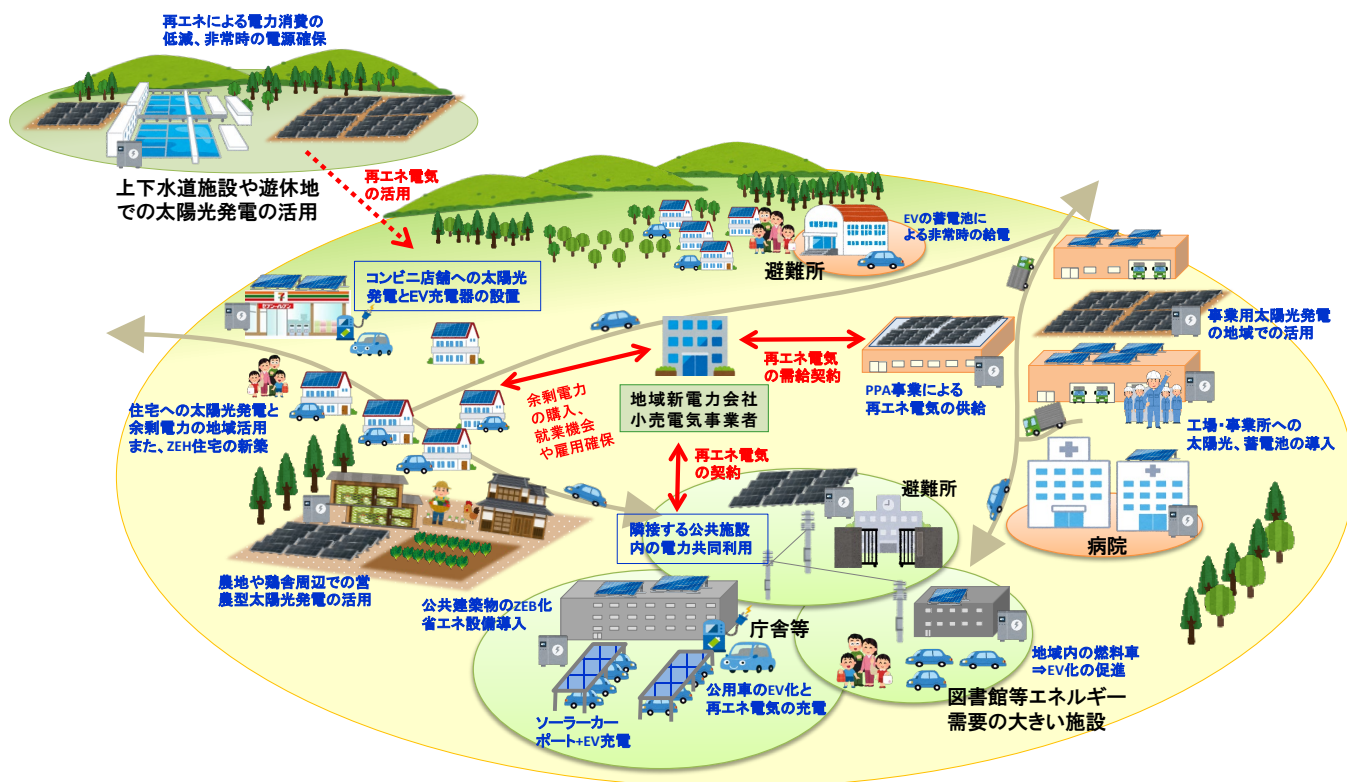 再エネによる電力消費の
低減、非常時の電源確保
上下水道施設や遊休地
での太陽光発電の活用
再エネ電気
の活用
EVの蓄電池に
よる非常時の給電
避難所
コンビニ店舗への太陽光
発電とEV充電器の設置
7
セブン-イレブン
事業用太陽光発電
の地域での活用
再エネ電気
の需給契約
PPA事業による
再エネ電気の供給
地域新電力会社
小売電気事業者
余剰電力
の購入、
就業機会
や雇用確保
住宅への太陽光発電と
余剰電力の地域活用
また、ZEH住宅の新築
工場・事業所への
太陽光、蓄電池の導入
再エネ電気
の契約
避難所
隣接する公共施設
内の電力共同利用
病院
農地や鶏舎周辺での営
農型太陽光発電の活用
公共建築物のZEB化
省エネ設備導入
庁舎等
公用車のEV化と
再エネ電気の充電
ソーラーカー
ポート+EV充電
地域内の燃料車
⇒EV化の促進
図書館等エネルギー
需要の大きい施設